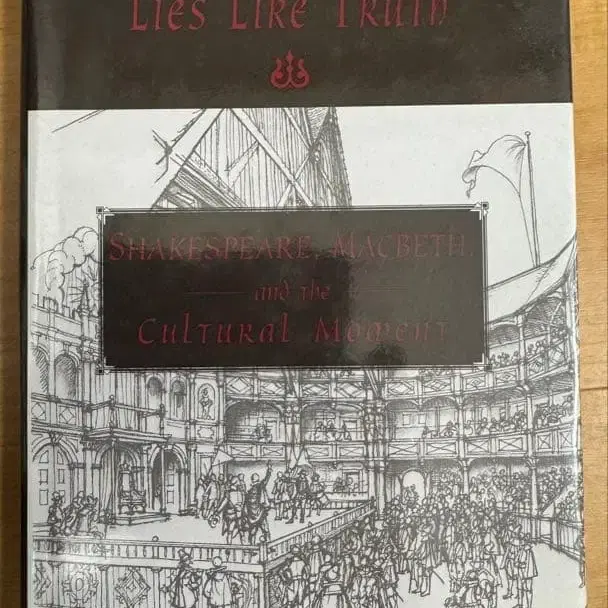 Lies Like Truth
Shakespeare, Macbeth,
and the
Cultural Moment